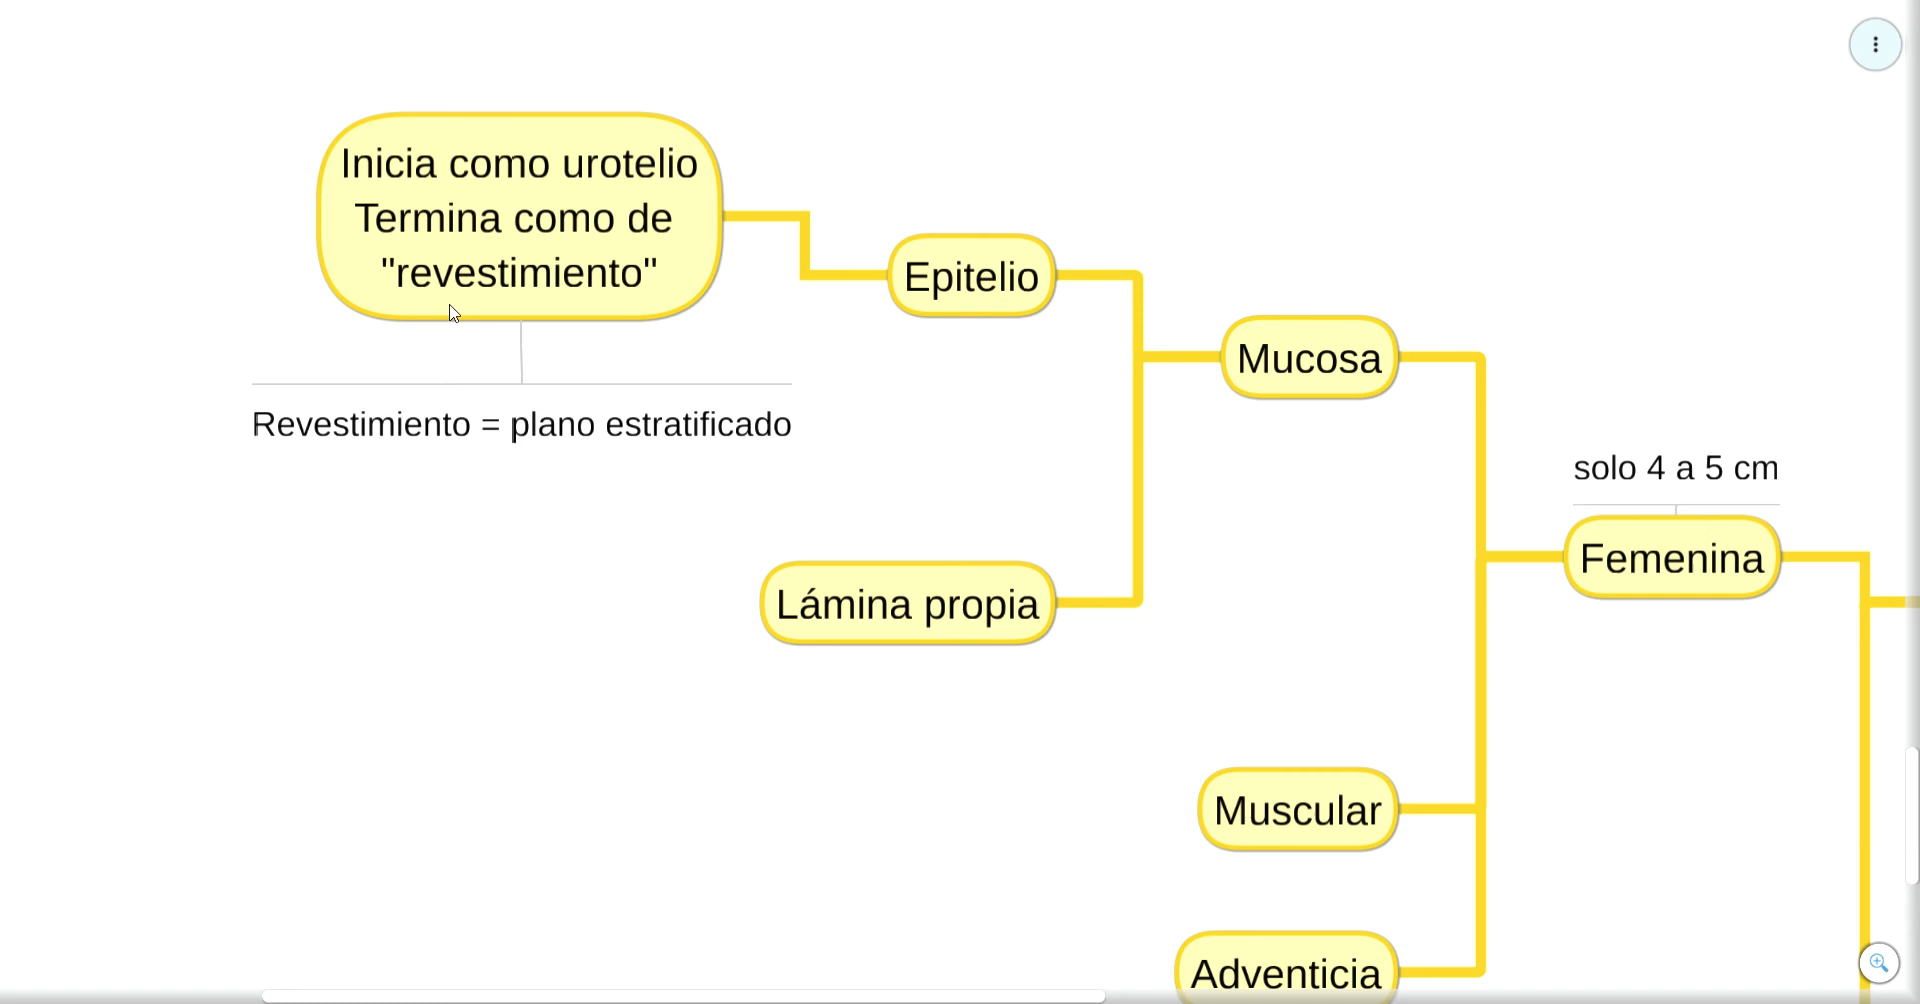 Inicia como urotelio
Termina como de
"revestimiento"
Revestimiento = plano estratificado
Epitelio
Lámina propia
Mucosa
solo 4 a 5 cm
Femenina
Muscular
Adventicia